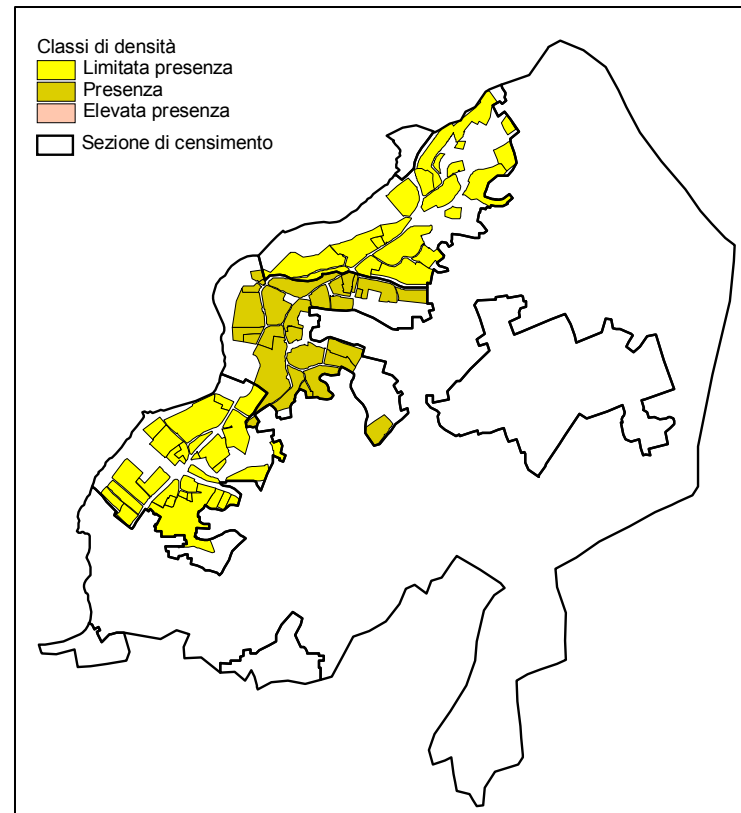 Classi di densità
Limitata presenza
Presenza
Elevata presenza
Sezione di censimento